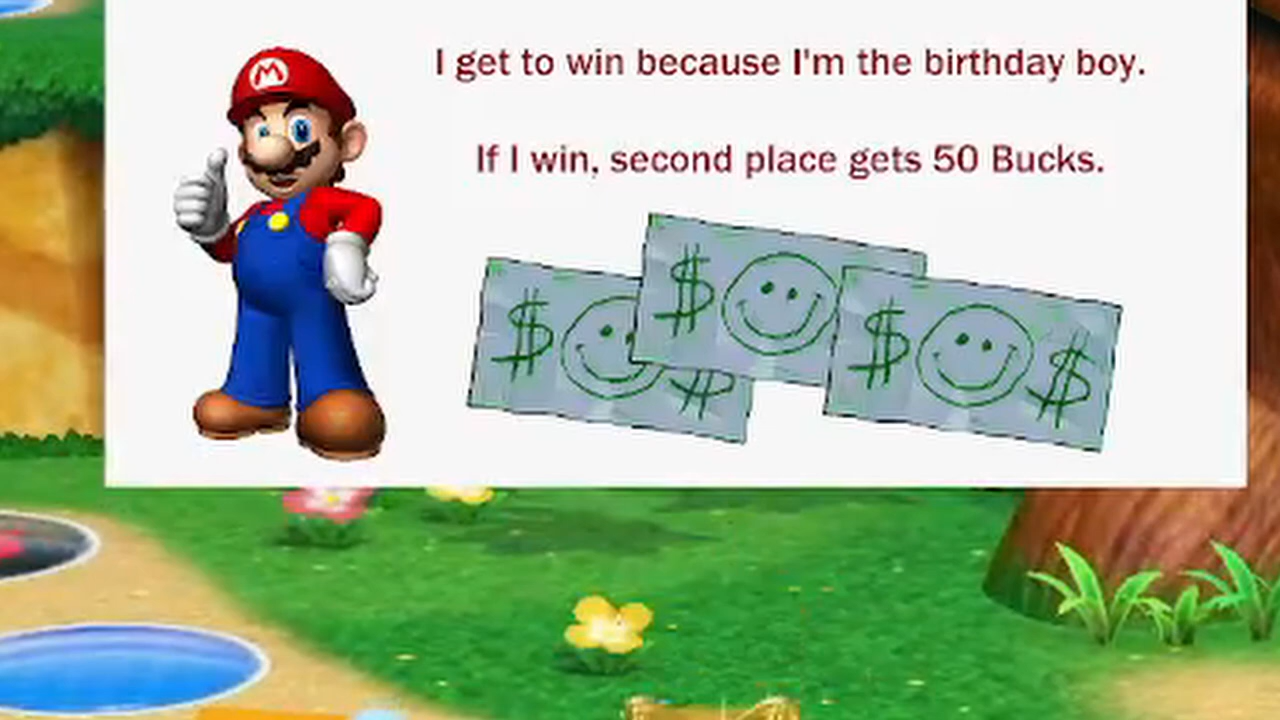 M
I get to win because I'm the birthday boy.
If I win, second place gets 50 Bucks.
$ $
$
$ $